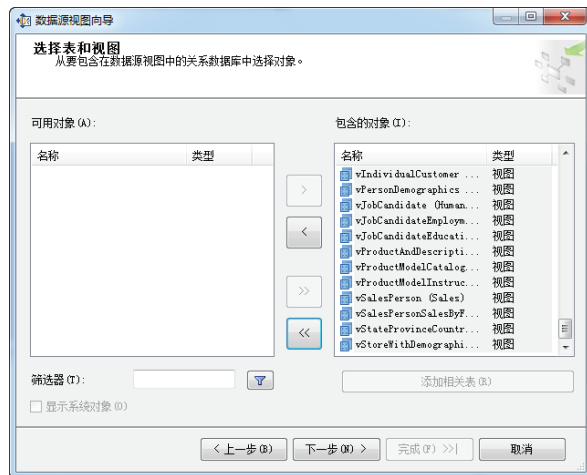 数据源视图向导
选择表和视图
从要包含在数据源视图中的关系数据库中选择对象。
可用对象(A):
名称 类型
>
<
>>
<<
包含的对象(I):
名称 类型
vIndividualCustomer ... 视图
vPersonDemographics ... 视图
vJobCandidate (Human... 视图
vJobCandidateEmploym... 视图
vJobCandidateEducati... 视图
vProductAndDescripti... 视图
vProductModelCatalog... 视图
vProductModelInstruc... 视图
vSalesPerson (Sales) 视图
vSalesPersonSalesByF... 视图
vStateProvinceCountr... 视图
vStoreWithDemographi... 视图
筛选器(T):
添加相关表(R)
显示系统对象(O)
< 上一步(B) 下一步(N) > 完成(F) >>| 取消